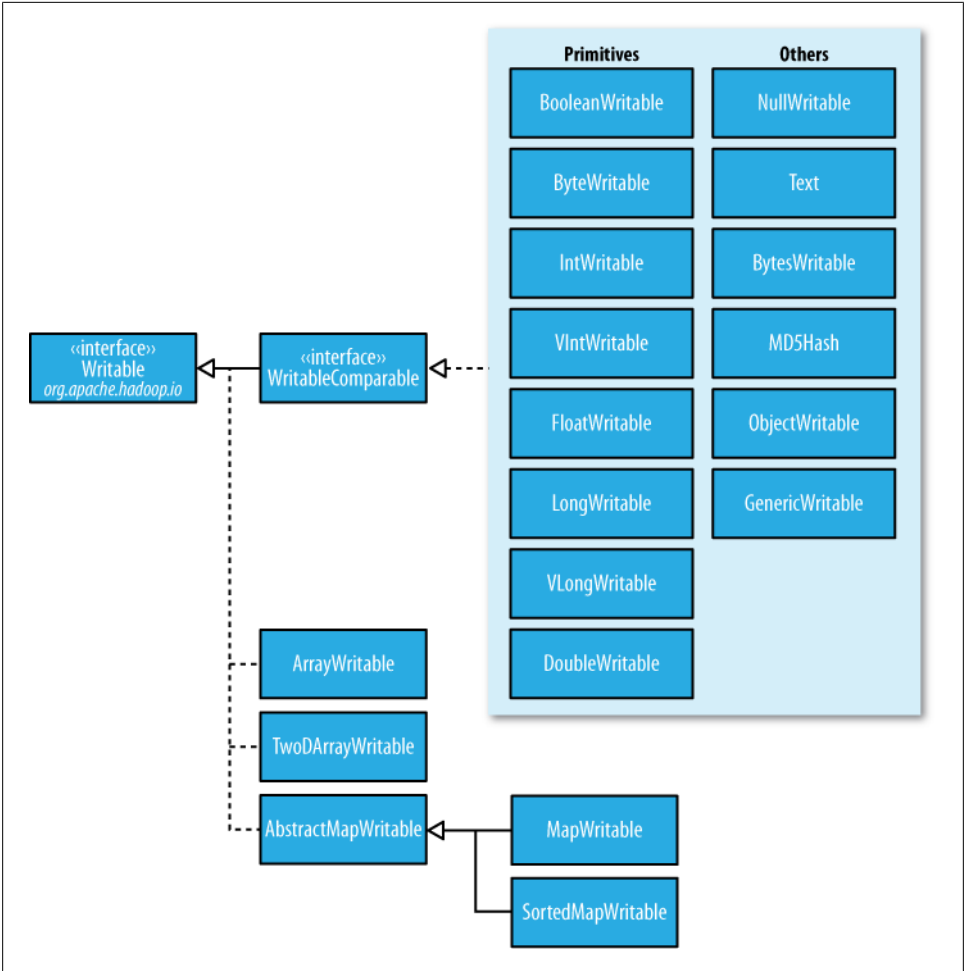 Primitives
Others
BooleanWritable
NullWritable
ByteWritable
Text
IntWritable
BytesWritable
‹‹interface››
Writable
org.apache.hadoop.io
‹‹interface››
WritableComparable
VIntWritable
MD5Hash
FloatWritable
ObjectWritable
LongWritable
GenericWritable
VLongWritable
ArrayWritable
DoubleWritable
TwoDArrayWritable
AbstractMapWritable
MapWritable
SortedMapWritable